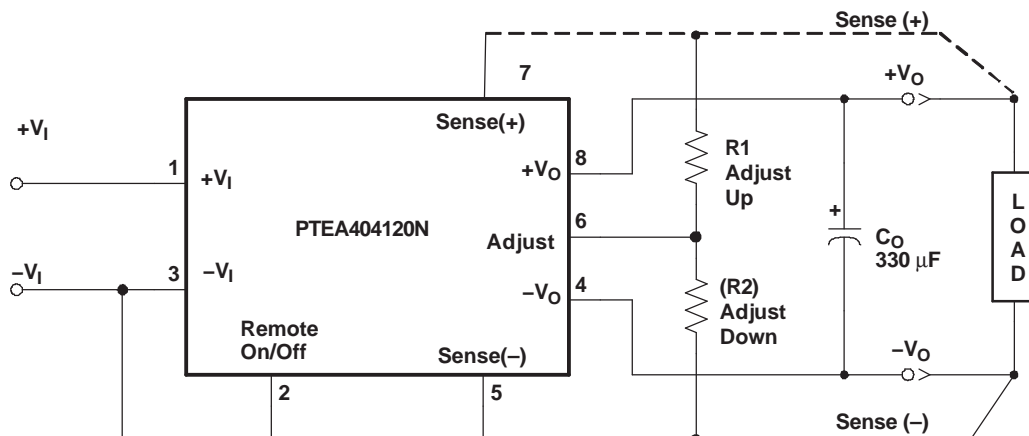 Sense (+)
7
+VO
+VI
Sense(+)
8
R1
Adjust
Up
1
+VI
+VO
L
O
A
D
PTEA404120N
6
+
CO
330 μF
Adjust
–VI
3
–VI
4
–VO
(R2)
Adjust
Down
Remote
On/Off
Sense(–)
–VO
2
5
Sense (–)